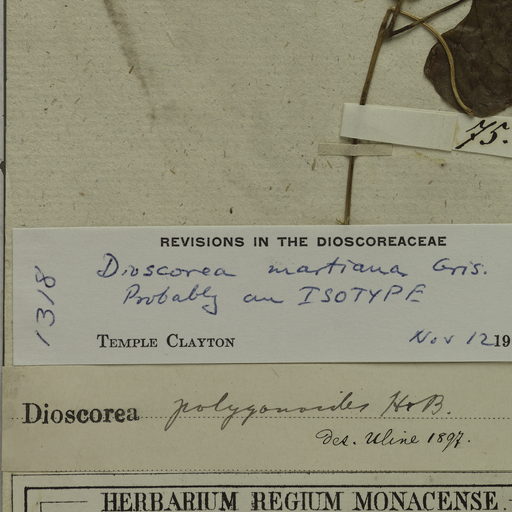 75.
REVISIONS IN THE DIOSCOREACEAE
1318
Dioscorea martiana Gris.
Probably an ISOTYPE
TEMPLE CLAYTON Nov 12 19
Dioscorea polygonoides H&B.
Det. Uline 1897.
HERBARIUM REGIUM MONACENSE.